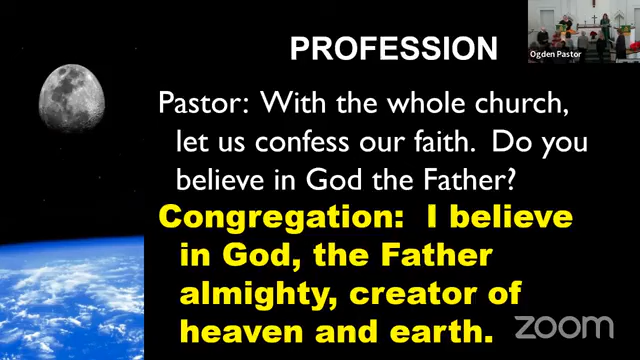 PROFESSION
Ogden Pastor
Pastor: With the whole church,
let us confess our faith. Do you
believe in God the Father?
Congregation: I believe
in God, the Father
almighty, creator of
heaven and earth.
zoom